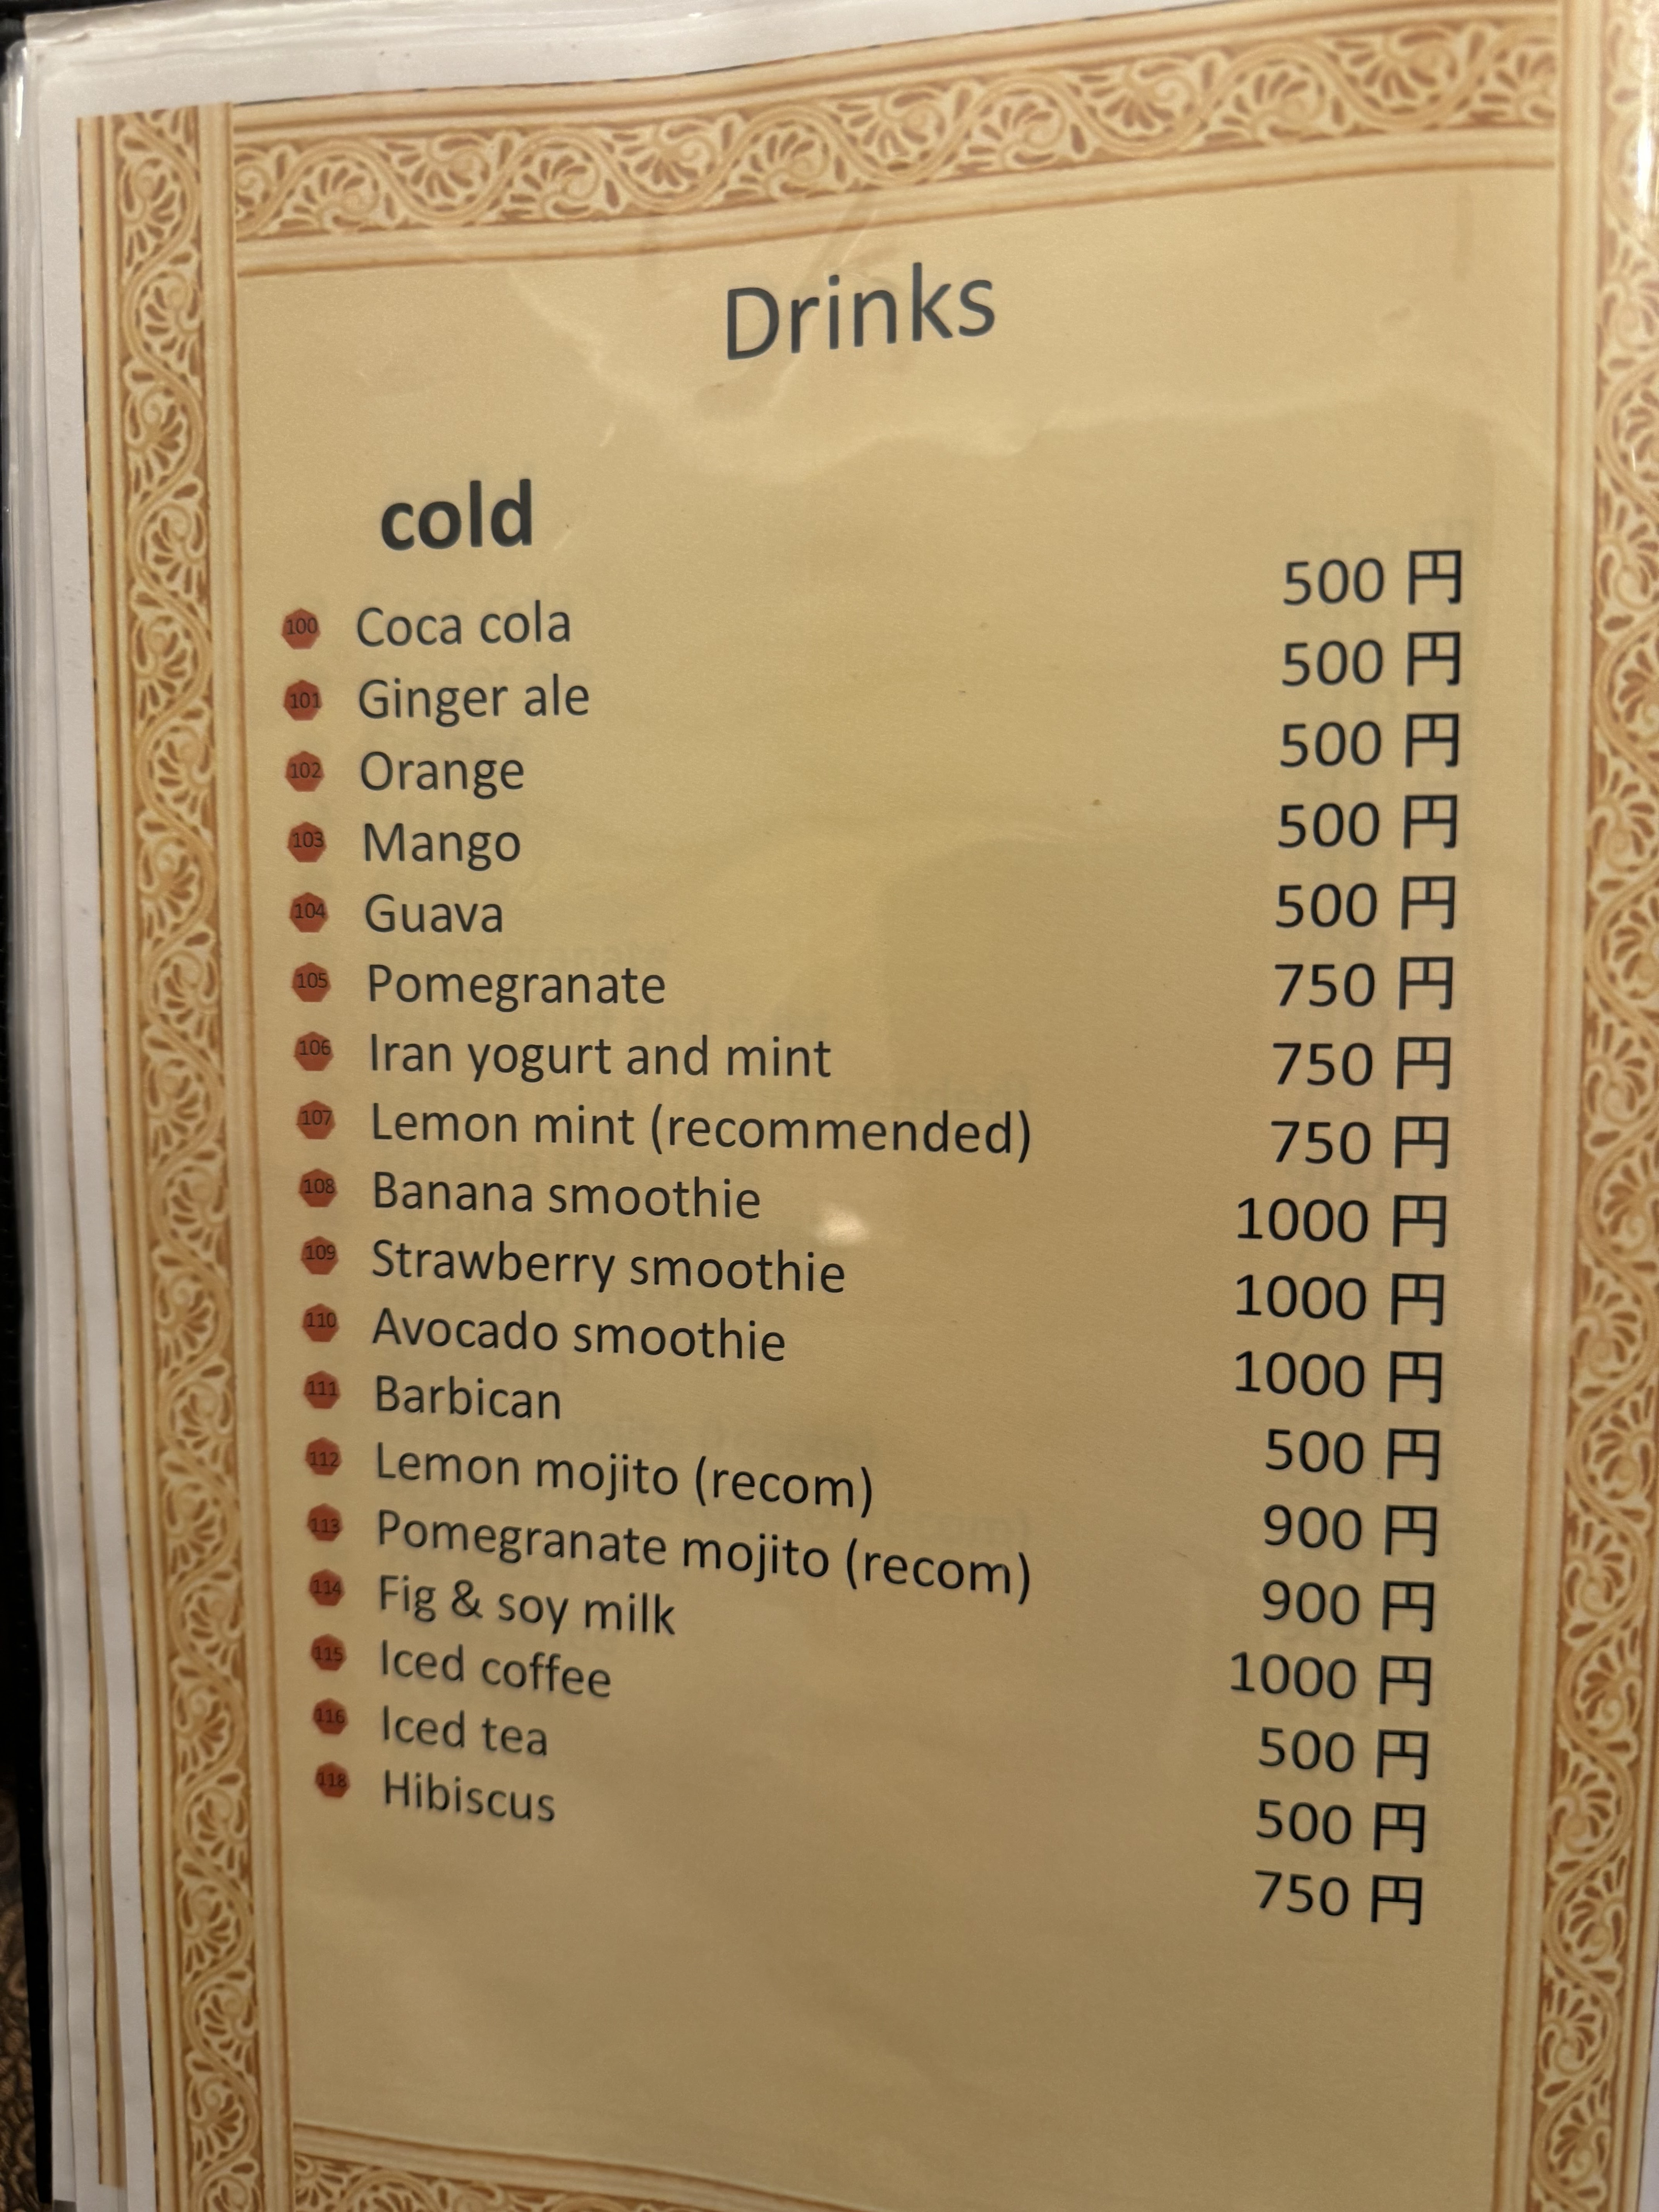 Drinks
cold
100 Coca cola 500 円
101 Ginger ale 500 円
102 Orange 500 円
103 Mango 500 円
104 Guava 500 円
105 Pomegranate 750 円
106 Iran yogurt and mint 750 円
107 Lemon mint (recommended) 750 円
108 Banana smoothie 1000 円
109 Strawberry smoothie 1000 円
110 Avocado smoothie 1000 円
111 Barbican 500 円
112 Lemon mojito (recom) 900 円
113 Pomegranate mojito (recom) 900 円
114 Fig & soy milk 1000 円
115 Iced coffee 500 円
116 Iced tea 500 円
118 Hibiscus 750 円